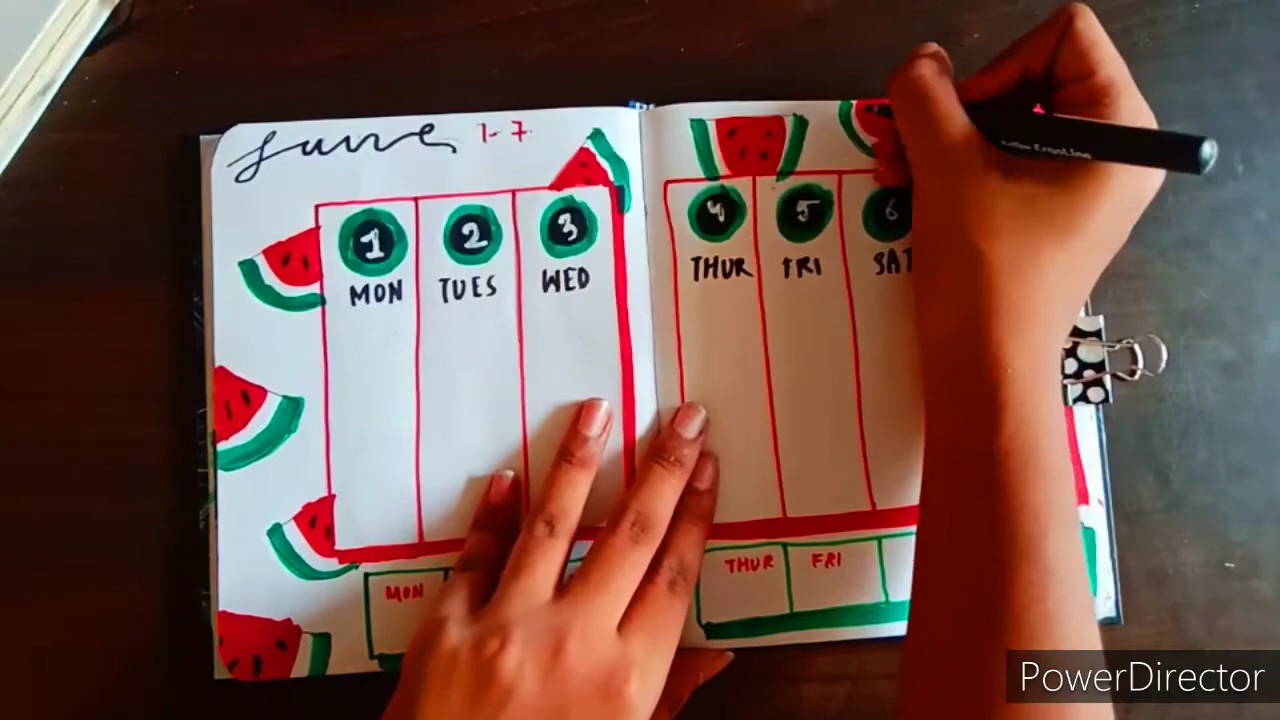 June 1-7
1 2 3 4 5 6
MON TUES WED THUR FRI SAT
MON THUR FRI
PowerDirector